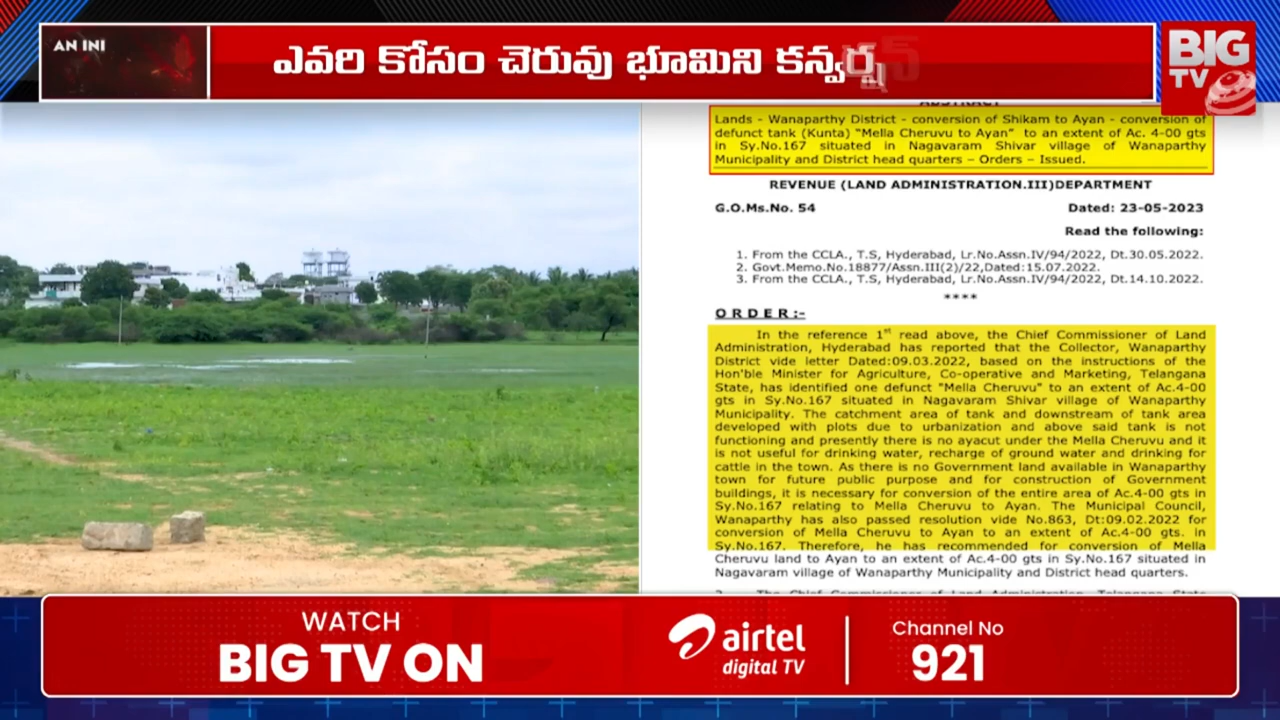 AN INI
ఎవరి కోసం చెరువు భూమిని కన్వర్షన్
BIG
TV
ABSTRACT
Lands - Wanaparthy District - conversion of Shikam to Ayan - conversion of
defunct tank (Kunta) "Mella Cheruvu to Ayan" to an extent of Ac. 4-00 gts
in Sy.No.167 situated in Nagavaram Shivar village of Wanaparthy
Municipality and District head quarters – Orders – Issued.
REVENUE (LAND ADMINISTRATION.III)DEPARTMENT
G.O.Ms.No. 54 Dated: 23-05-2023
Read the following:
1. From the CCLA., T.S, Hyderabad, Lr.No.Assn.IV/94/2022, Dt.30.05.2022.
2. Govt.Memo.No.18877/Assn.III(2)/22,Dated:15.07.2022.
3. From the CCLA., T.S, Hyderabad, Lr.No.Assn.IV/94/2022, Dt.14.10.2022.
****
O R D E R :-
In the reference 1st read above, the Chief Commissioner of Land
Administration, Hyderabad has reported that the Collector, Wanaparthy
District vide letter Dated:09.03.2022, based on the instructions of the
Hon'ble Minister for Agriculture, Co-operative and Marketing, Telangana
State, has identified one defunct "Mella Cheruvu" to an extent of Ac.4-00
gts in Sy.No.167 situated in Nagavaram Shivar village of Wanaparthy
Municipality. The catchment area of tank and downstream of tank area
developed with plots due to urbanization and above said tank is not
functioning and presently there is no ayacut under the Mella Cheruvu and it
is not useful for drinking water, recharge of ground water and drinking for
cattle in the town. As there is no Government land available in Wanaparthy
town for future public purpose and for construction of Government
buildings, it is necessary for conversion of the entire area of Ac.4-00 gts in
Sy.No.167 relating to Mella Cheruvu to Ayan. The Municipal Council,
Wanaparthy has also passed resolution vide No.863, Dt:09.02.2022 for
conversion of Mella Cheruvu to Ayan to an extent of Ac.4-00 gts. in
Sy.No.167. Therefore, he has recommended for conversion of Mella
Cheruvu land to Ayan to an extent of Ac.4-00 gts in Sy.No.167 situated in
Nagavaram village of Wanaparthy Municipality and District head quarters.
2. The Chief Commissioner of Land Administration, Telangana State
WATCH
BIG TV ON
airtel
digital TV
Channel No
921